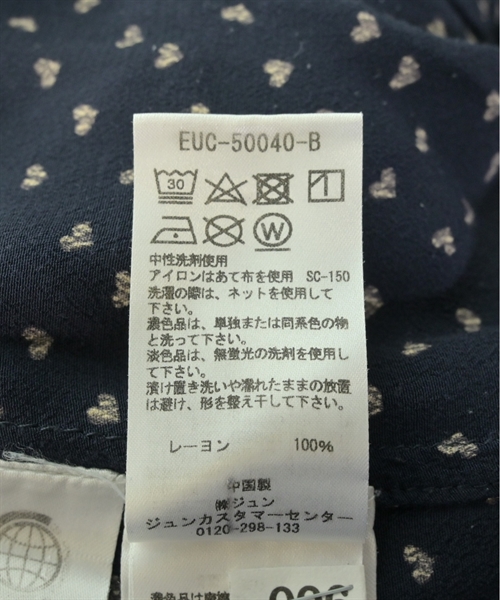 EUC-50040-B
30
W
中性洗剤使用
アイロンはあて布を使用 SC-150
洗濯の際は、ネットを使用して
下さい。
濃色品は、単独または同系色の物
と洗って下さい。
淡色品は、無蛍光の洗剤を使用し
て下さい。
漬け置き洗いや濡れたままの放置
は避け、形を整え干して下さい。
レーヨン 100%
中国製
㈱ジュン
ジュンカスタマーセンター
0120-298-133